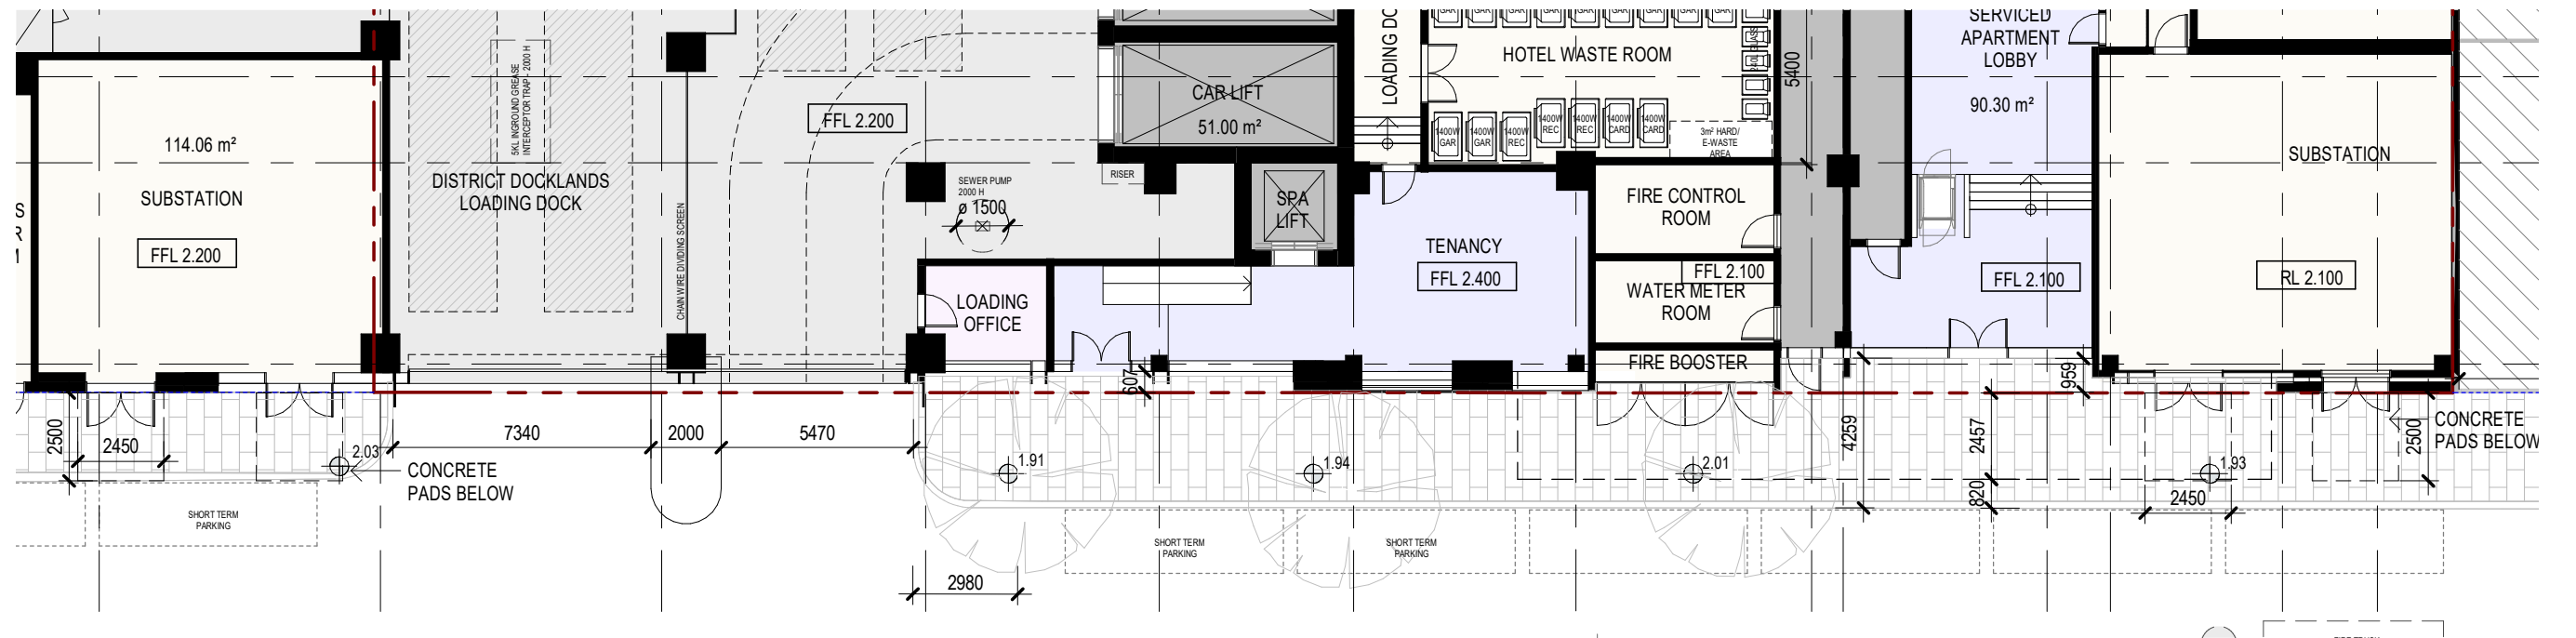 114.06 m²
SUBSTATION
FFL 2.200
S
R
5KL INGROUND GREASE
INTERCEPTOR TRAP - 2000 H
DISTRICT DOCKLANDS
LOADING DOCK
CHAIN WIRE DIVIDING SCREEN
FFL 2.200
SEWER PUMP
2000 H
ø 1500
RISER
CAR LIFT
51.00 m²
SPA
LIFT
LOADING
OFFICE
HOTEL WASTE ROOM
1400W
GAR
1400W
GAR
1400W
REC
1400W
REC
1400W
REC
1400W
CARD
1400W
CARD
3m² HARD/
E-WASTE
AREA
TENANCY
FFL 2.400
FIRE CONTROL
ROOM
FFL 2.100
WATER METER
ROOM
FIRE BOOSTER
5400
SERVICED
APARTMENT
LOBBY
90.30 m²
FFL 2.100
SUBSTATION
RL 2.100
2500
2450
2.03
CONCRETE
PADS BELOW
7340
2000
5470
607
1.91
1.94
2.01
1.93
4259
959
2457
820
2450
2500
CONCRETE
PADS BELOW
SHORT TERM
PARKING
SHORT TERM
PARKING
SHORT TERM
PARKING
2980